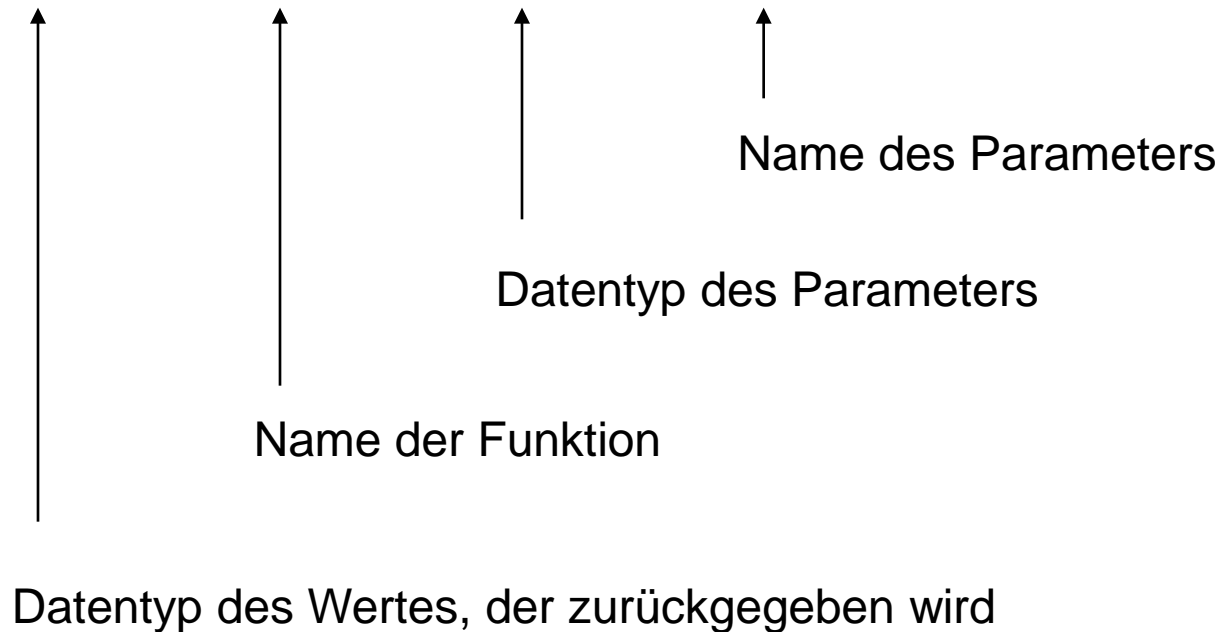 Name des Parameters
Datentyp des Parameters
Name der Funktion
Datentyp des Wertes, der zurückgegeben wird